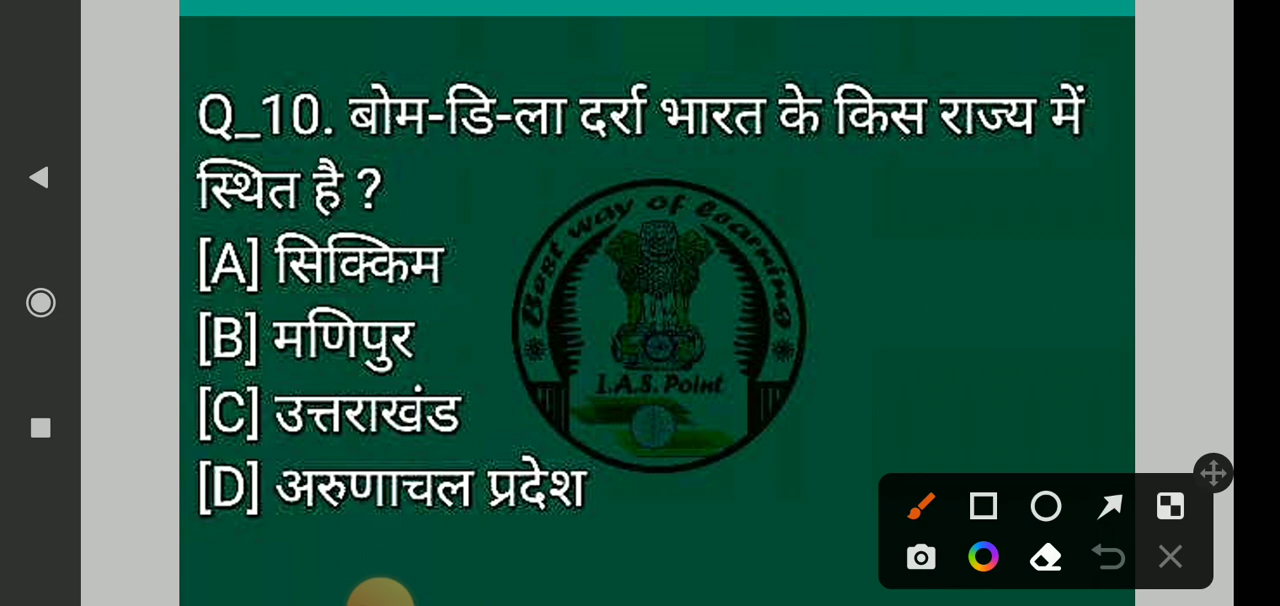 Q_10. बोम-डि-ला दर्रा भारत के किस राज्य में
स्थित है ?
[A] सिक्किम
[B] मणिपुर
[C] उत्तराखंड
[D] अरुणाचल प्रदेश
Best way of learning
I.A.S. Point